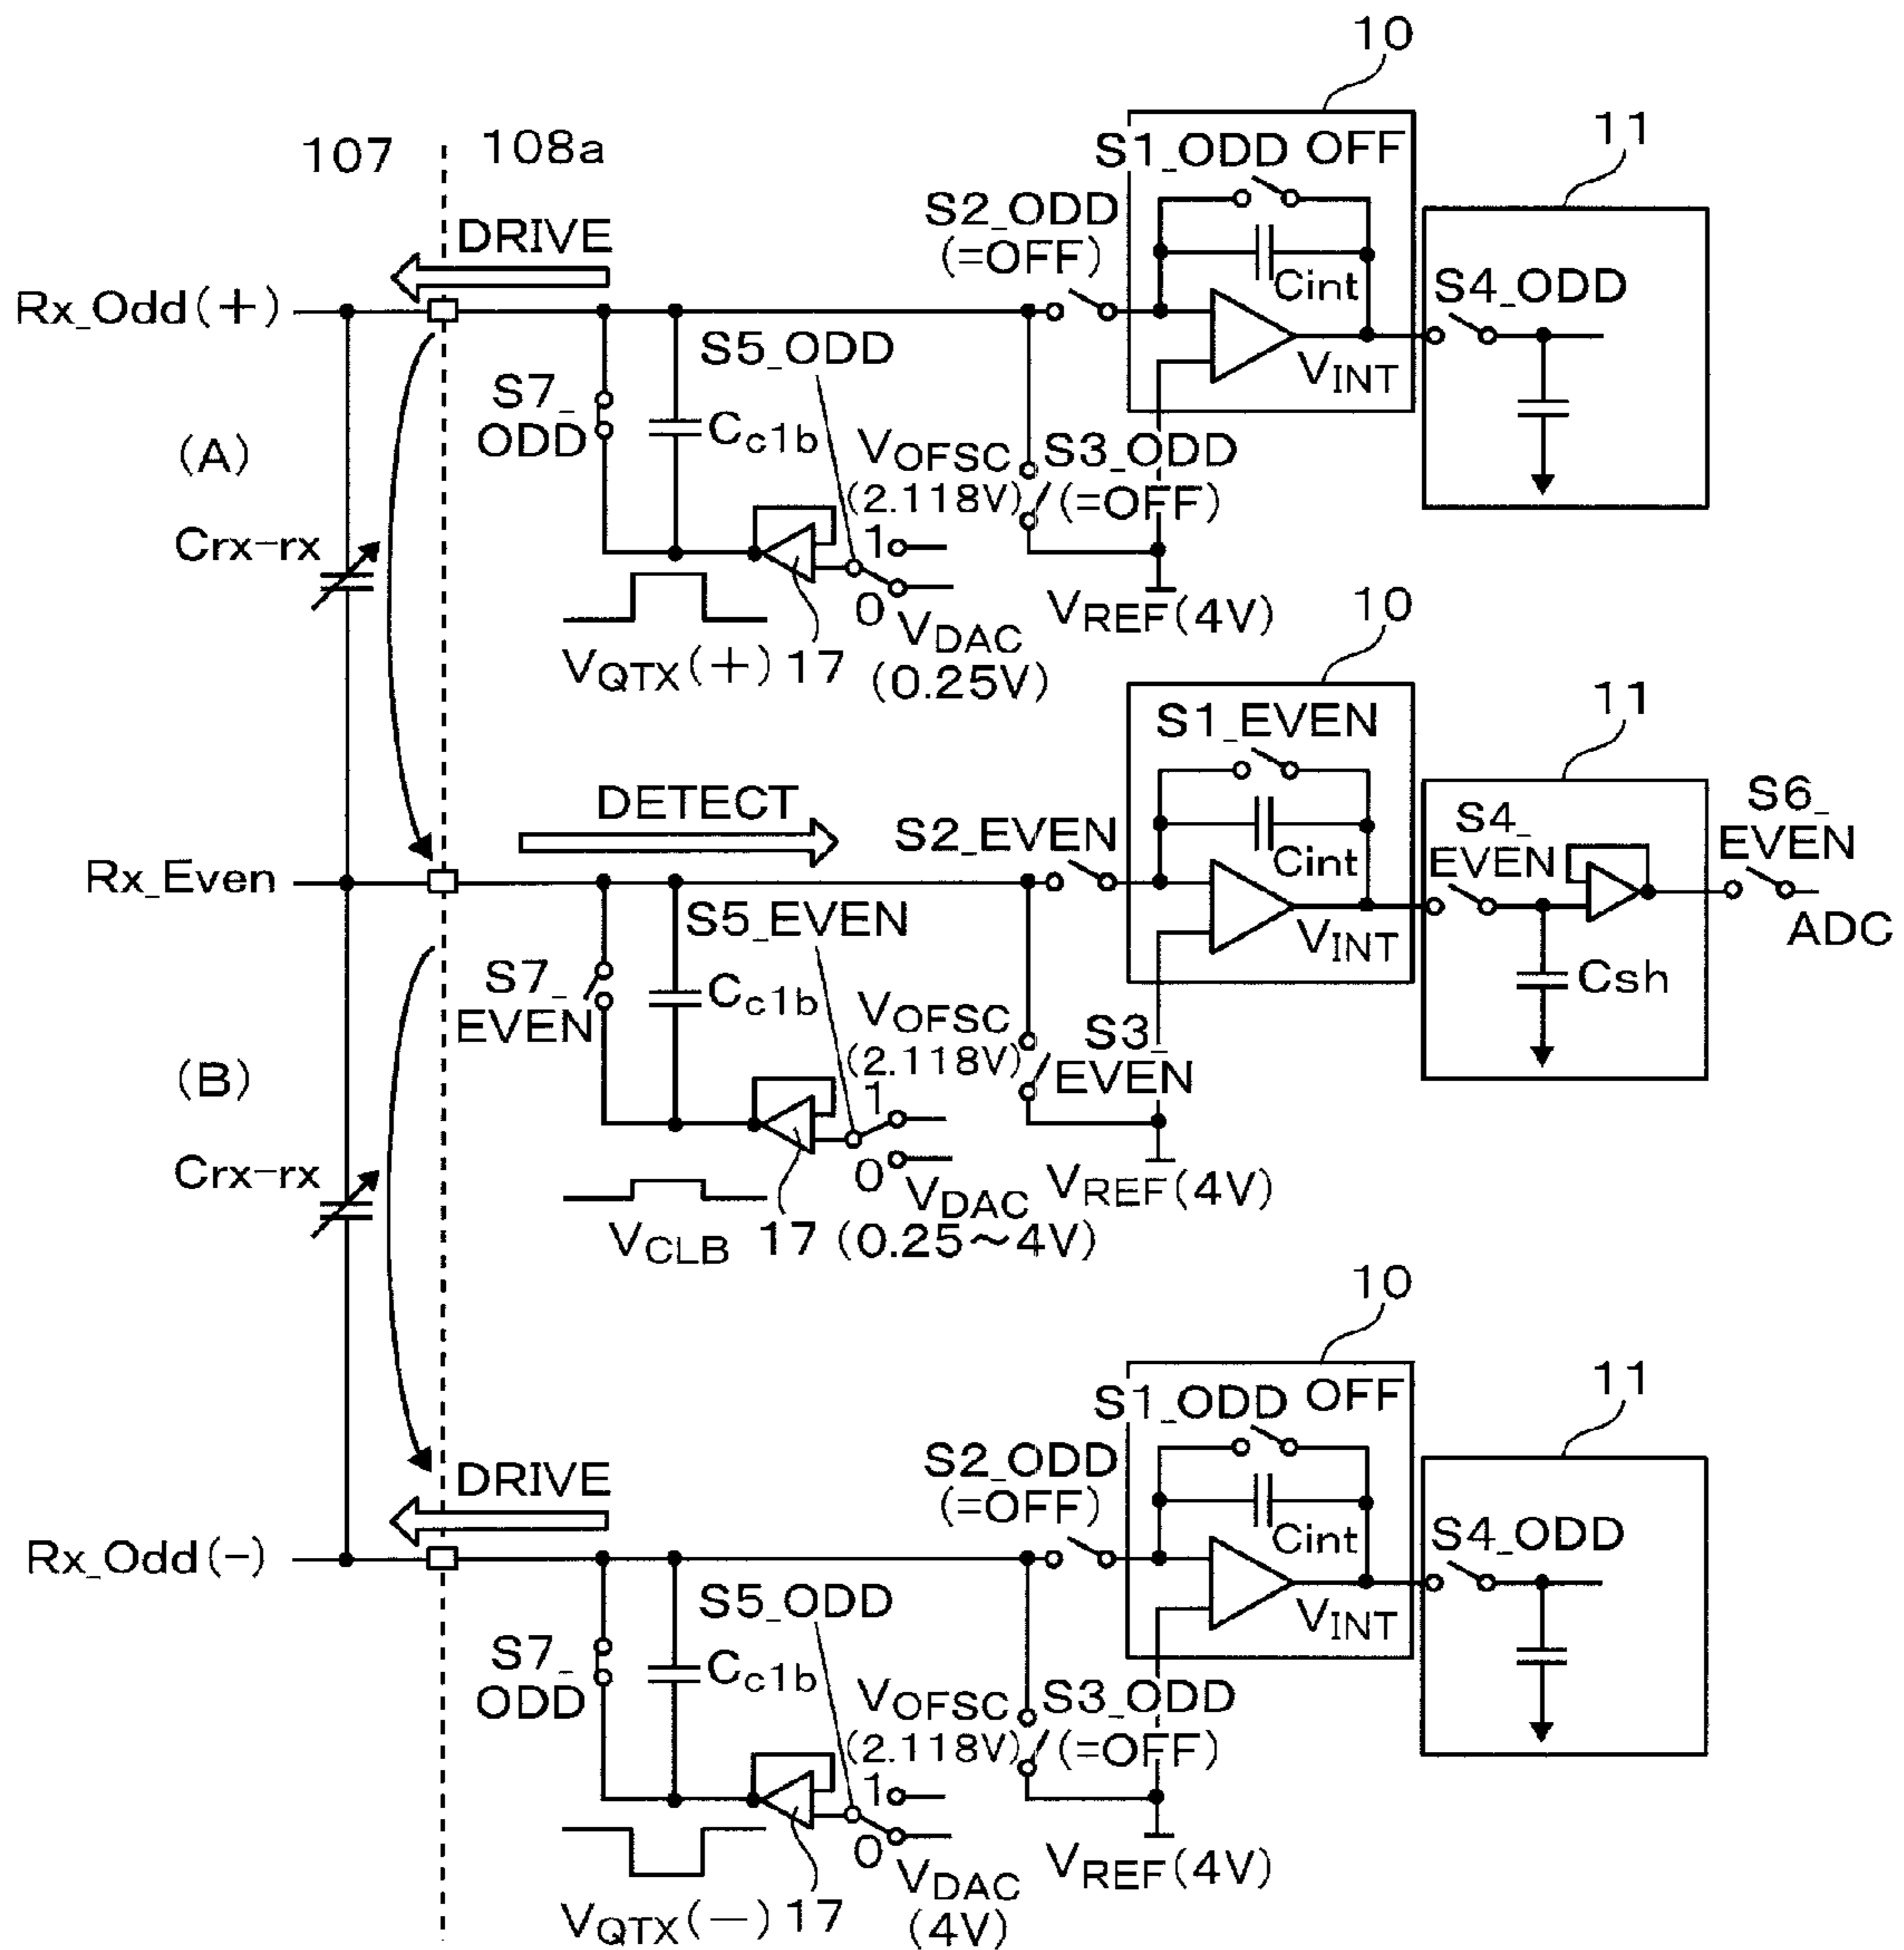 10
107
108a
S1_ODD OFF
11
S2_ODD
(=OFF)
DRIVE
Cint
S4_ODD
Rx_Odd(+)
S5_ODD
VINT
S7_
ODD
Cc1b
(A)
VOFSC
(2.118V)
S3_ODD
(=OFF)
Crx-rx
1
0
VREF(4V)
VDAC
(0.25V)
VQTX(+)
17
10
S1_EVEN
11
DETECT
S2_EVEN
Cint
S4_
EVEN
S6_
EVEN
Rx_Even
S5_EVEN
VINT
ADC
S7_
EVEN
Cc1b
Csh
VOFSC
(2.118V)
S3_
EVEN
(B)
1
0
Crx-rx
VREF(4V)
VDAC
(0.25~4V)
VCLB
17
10
S1_ODD OFF
11
S2_ODD
(=OFF)
DRIVE
Cint
S4_ODD
Rx_Odd(-)
S5_ODD
VINT
S7_
ODD
Cc1b
VOFSC
(2.118V)
S3_ODD
(=OFF)
1
0
VREF(4V)
VDAC
(4V)
VQTX(-)
17